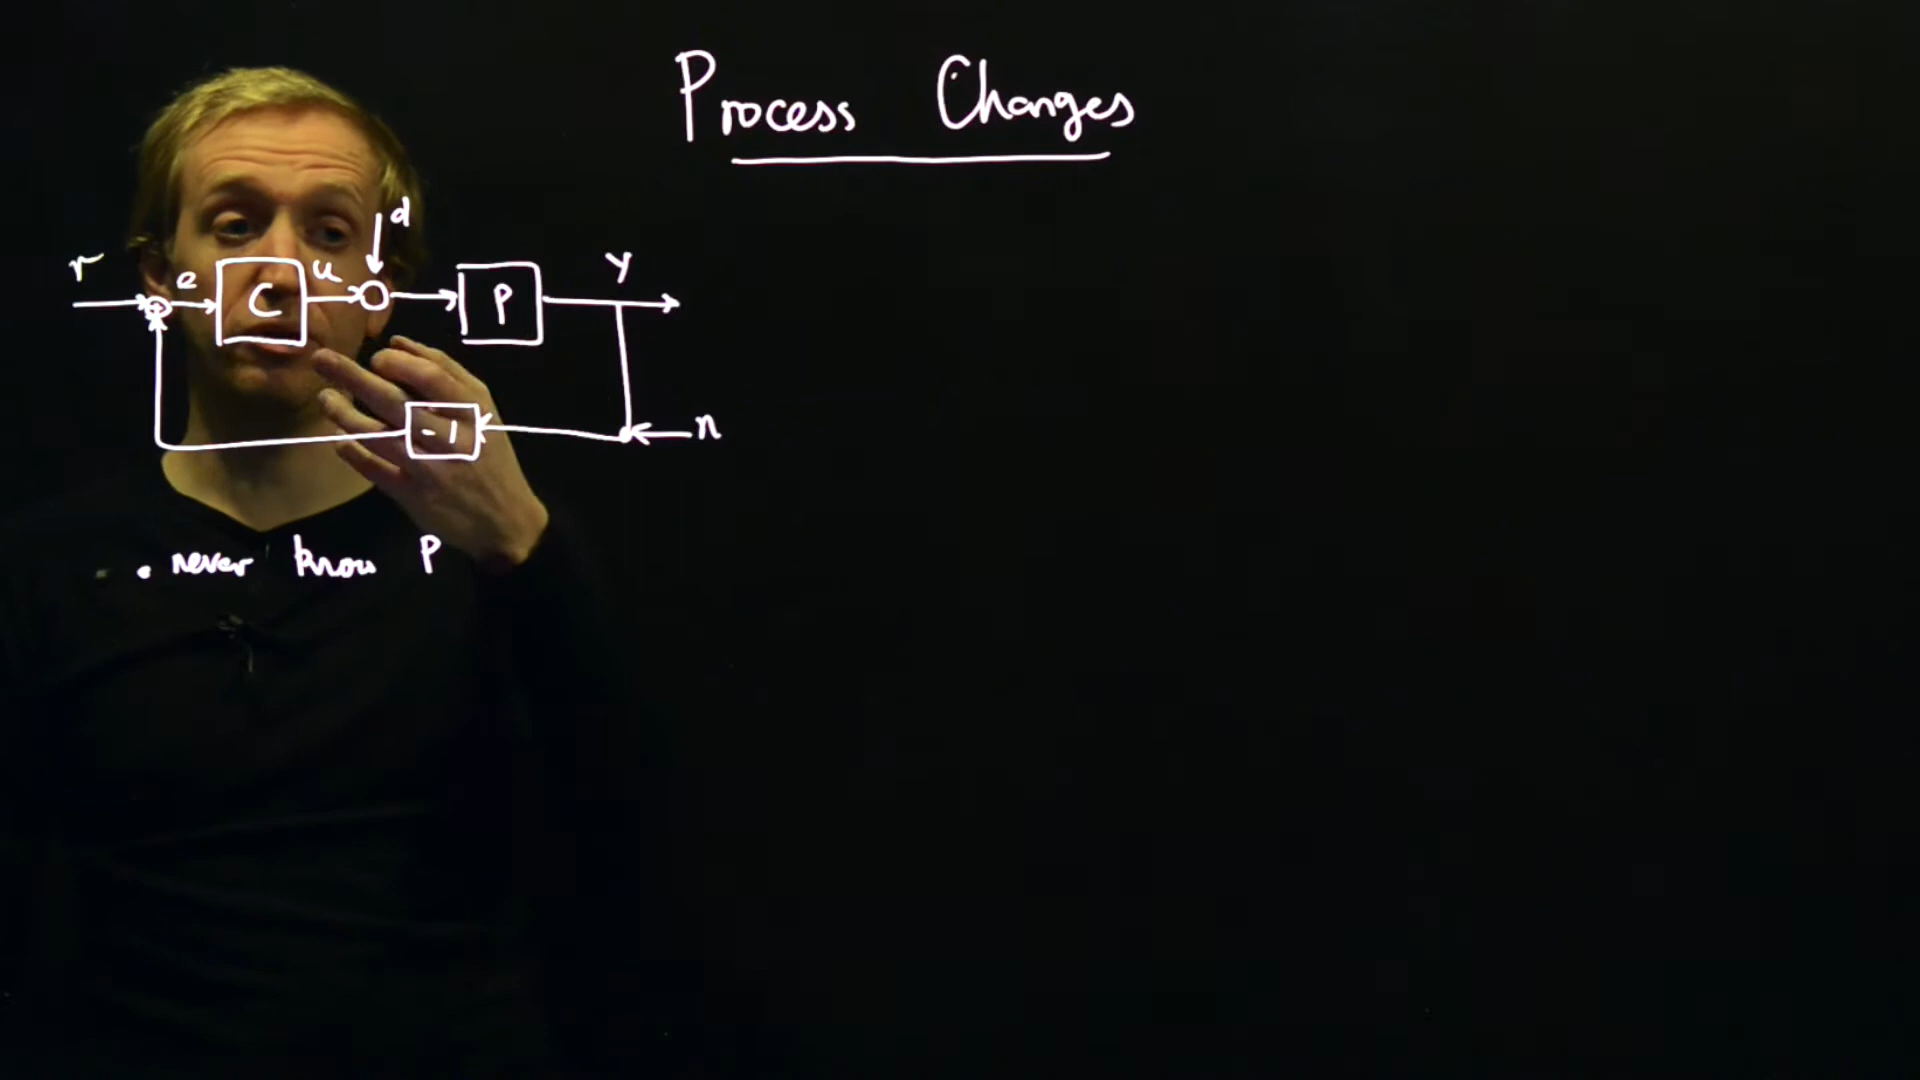 Process Changes
d
r e C u P y
-1 n
. never know P